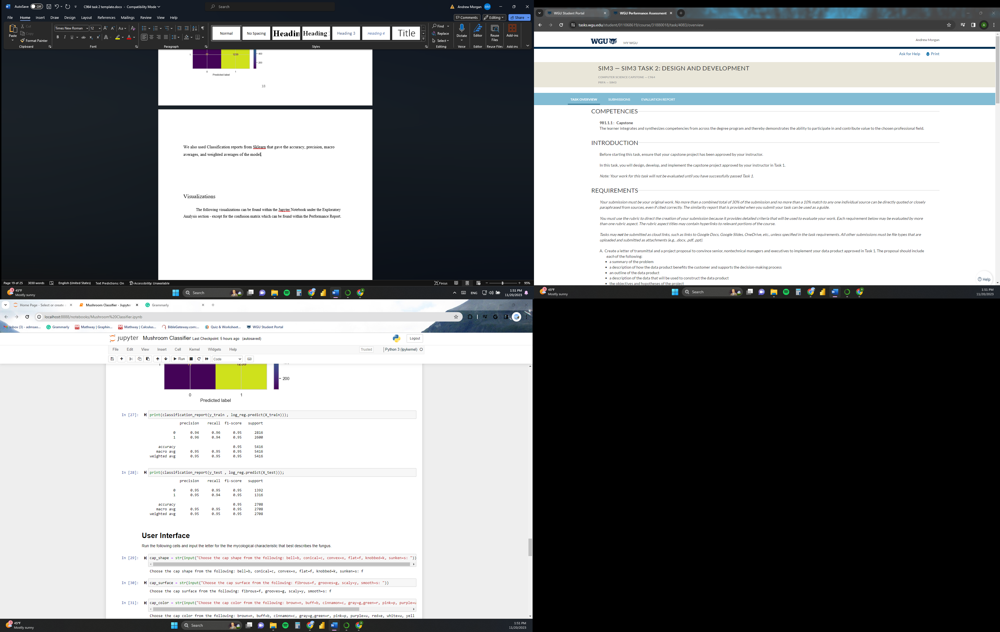 AutoSave Off C964 task 2 template.docx - Compatibility Mode Search Andrew Morgan AM
File Home Insert Draw Design Layout References Mailings Review View Help Comments Editing Share
Paste Cut Copy Format Painter Clipboard
Times New Roman 12 Font
Paragraph
Normal No Spacing Headin Heading Heading 3 Heading 4 Title Styles
Find Replace Select Editing
Dictate Voice
Editor Editor
Reuse Files Reuse Files
Add-ins Add-ins
1 77 1239 400
200
0 1
Predicted label
18
We also used Classification reports from Sklearn that gave the accuracy, precision, macro
averages, and weighted averages of the model
Visualizations
The following visualizations can be found within the Jupyter Notebook under the Exploratory
Analysis section - except for the confusion matrix which can be found within the Performance Report.
Page 19 of 25 3030 words English (United States) Text Predictions: On Accessibility: Unavailable Focus 95%
1 45°F
Mostly sunny
Search
ENG
1:51 PM
11/20/2023
WGU Student Portal WGU Performance Assessment
tasks.wgu.edu/student/011068619/course/31880018/task/4083/overview A
WGU MY WGU Andrew Morgan
Ask for Help Print
SIM3 — SIM3 TASK 2: DESIGN AND DEVELOPMENT
COMPUTER SCIENCE CAPSTONE — C964
PRFA — SIM3
TASK OVERVIEW SUBMISSIONS EVALUATION REPORT
COMPETENCIES
981.1.1 : Capstone
The learner integrates and synthesizes competencies from across the degree program and thereby demonstrates the ability to participate in and contribute value to the chosen professional field.
INTRODUCTION
Before starting this task, ensure that your capstone project has been approved by your instructor.
In this task, you will design, develop, and implement the capstone project approved by your instructor in Task 1.
Note: Your work for this task will not be evaluated until you have successfully passed Task 1.
REQUIREMENTS
Your submission must be your original work. No more than a combined total of 30% of the submission and no more than a 10% match to any one individual source can be directly quoted or closely
paraphrased from sources, even if cited correctly. The similarity report that is provided when you submit your task can be used as a guide.
You must use the rubric to direct the creation of your submission because it provides detailed criteria that will be used to evaluate your work. Each requirement below may be evaluated by more
than one rubric aspect. The rubric aspect titles may contain hyperlinks to relevant portions of the course.
Tasks may not be submitted as cloud links, such as links to Google Docs, Google Slides, OneDrive, etc., unless specified in the task requirements. All other submissions must be file types that are
uploaded and submitted as attachments (e.g., .docx, .pdf, .ppt).
A. Create a letter of transmittal and a project proposal to convince senior, nontechnical managers and executives to implement your data product approved in Task 1. The proposal should include
each of the following:
• a summary of the problem
• a description of how the data product benefits the customer and supports the decision-making process
• an outline of the data product
• a description of the data that will be used to construct the data product
• the objectives and hypotheses of the project
Help
1 45°F
Mostly sunny
Search
1:51 PM
11/20/2023
Home Page - Select or create a Mushroom Classifier - Jupyter Grammarly
localhost:8888/notebooks/Mushroom%20Classifier.ipynb
Inbox (3) - admsao... Grammarly Mathway | Graphin... Mathway | Calculus... BibleGateway.com:... Quiz & Worksheet... WGU Student Portal
jupyter Mushroom Classifier Last Checkpoint: 5 hours ago (autosaved) Logout
File Edit View Insert Cell Kernel Widgets Help Trusted Python 3 (ipykernel)
Run Code
1 77 1239
200
0 1
Predicted label
In [27]: print(classification_report(y_train , log_reg.predict(X_train)));
precision recall f1-score support
0 0.94 0.96 0.95 2816
1 0.96 0.94 0.95 2600
accuracy 0.95 5416
macro avg 0.95 0.95 0.95 5416
weighted avg 0.95 0.95 0.95 5416
In [28]: print(classification_report(y_test , log_reg.predict(X_test)));
precision recall f1-score support
0 0.95 0.95 0.95 1392
1 0.95 0.94 0.95 1316
accuracy 0.95 2708
macro avg 0.95 0.95 0.95 2708
weighted avg 0.95 0.95 0.95 2708
User Interface
Run the following cells and input the letter for the the mycological characteristic that best describes the fungus.
In [29]: cap_shape = str(input("Choose the cap shape from the following: bell=b, conical=c, convex=x, flat=f, knobbed=k, sunken=s: "))
Choose the cap shape from the following: bell=b, conical=c, convex=x, flat=f, knobbed=k, sunken=s: f
In [30]: cap_surface = str(input("Choose the cap surface from the following: fibrous=f, grooves=g, scaly=y, smooth=s: "))
Choose the cap surface from the following: fibrous=f, grooves=g, scaly=y, smooth=s: f
In [31]: cap_color = str(input("Choose the cap color from the following: brown=n, buff=b, cinnamon=c, gray=g,green=r, pink=p, purple=u
Choose the cap color from the following: brown=n, buff=b, cinnamon=c, gray=g,green=r, pink=p, purple=u, red=e, white=w, yell
1 45°F
Mostly sunny
Search
1:51 PM
11/20/2023